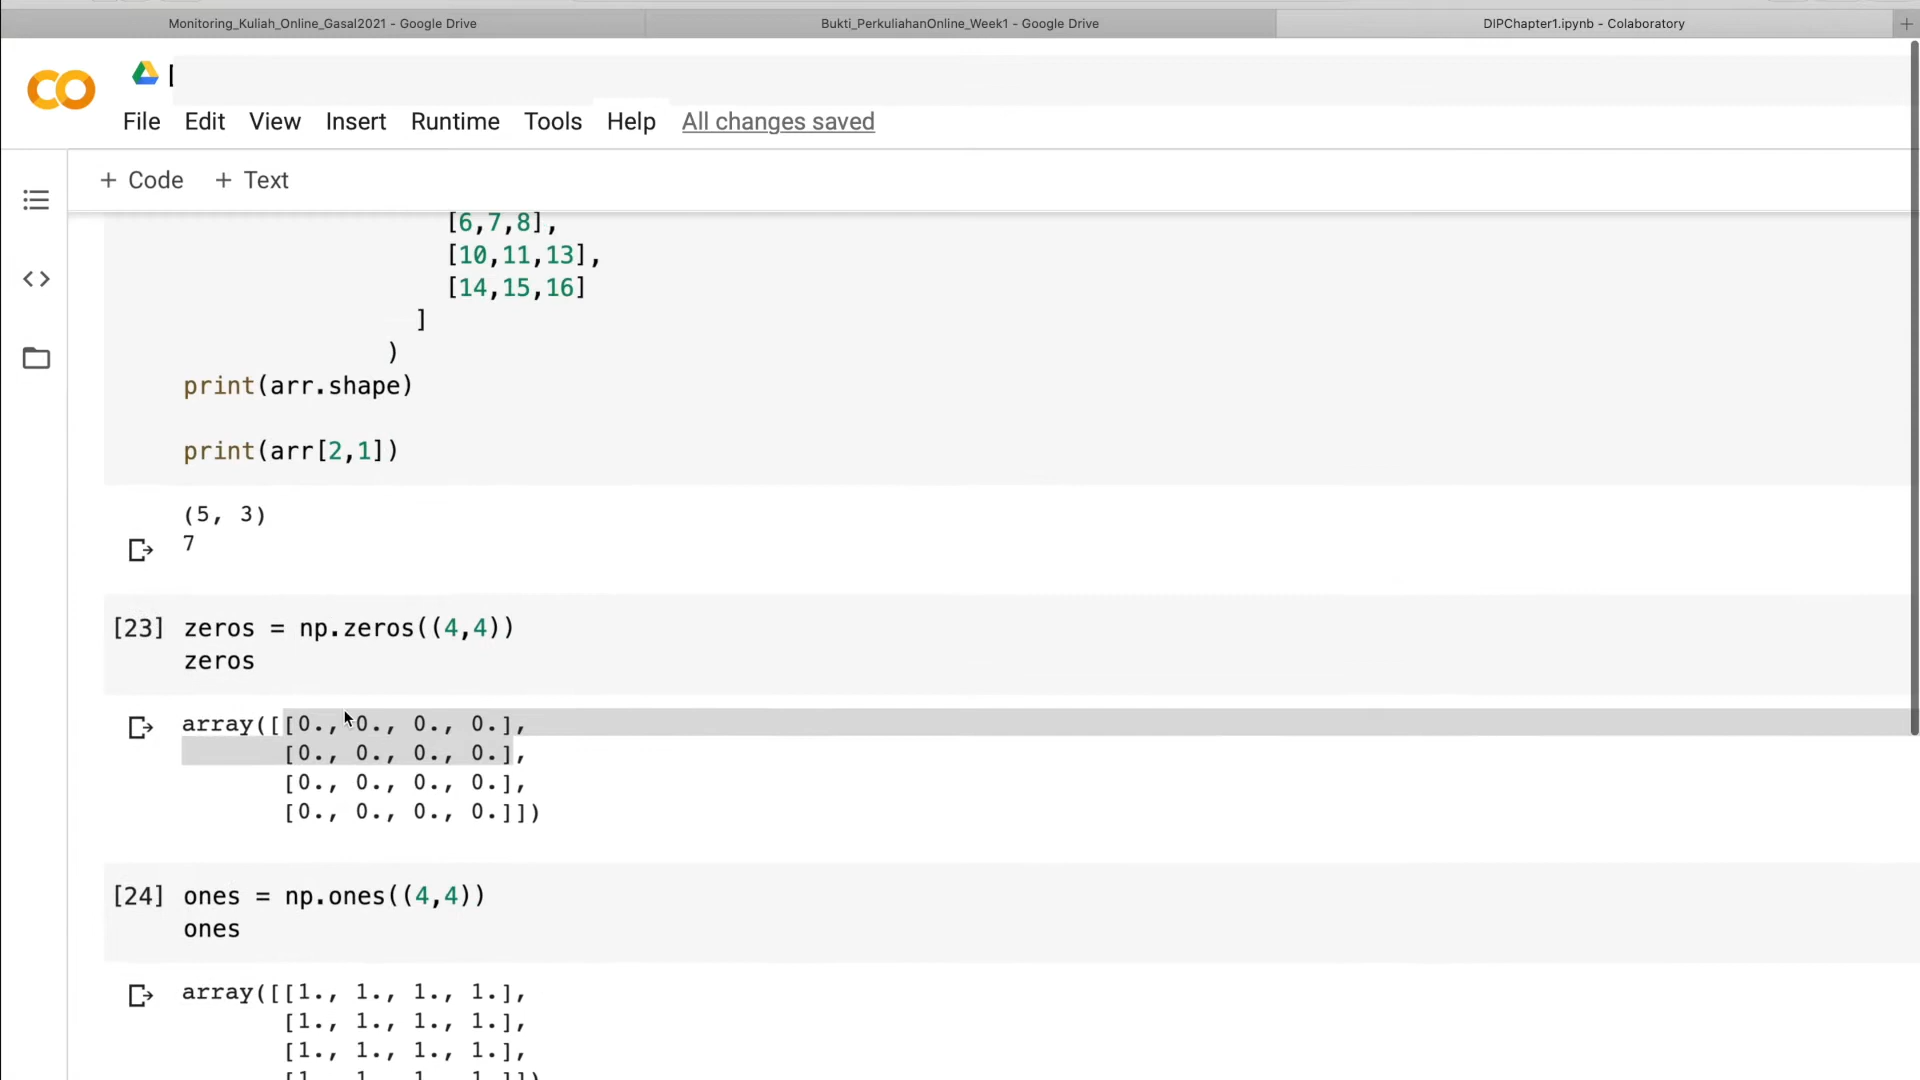 Monitoring_Kuliah_Online_Gasal2021 - Google Drive
Bukti_PerkuliahanOnline_Week1 - Google Drive
DIPChapter1.ipynb - Colaboratory
File Edit View Insert Runtime Tools Help All changes saved
+ Code + Text
[6,7,8],
[10,11,13],
[14,15,16]
]
)
print(arr.shape)
print(arr[2,1])
(5, 3)
7
[23] zeros = np.zeros((4,4))
zeros
array([[0., 0., 0., 0.],
[0., 0., 0., 0.],
[0., 0., 0., 0.],
[0., 0., 0., 0.]])
[24] ones = np.ones((4,4))
ones
array([[1., 1., 1., 1.],
[1., 1., 1., 1.],
[1., 1., 1., 1.],